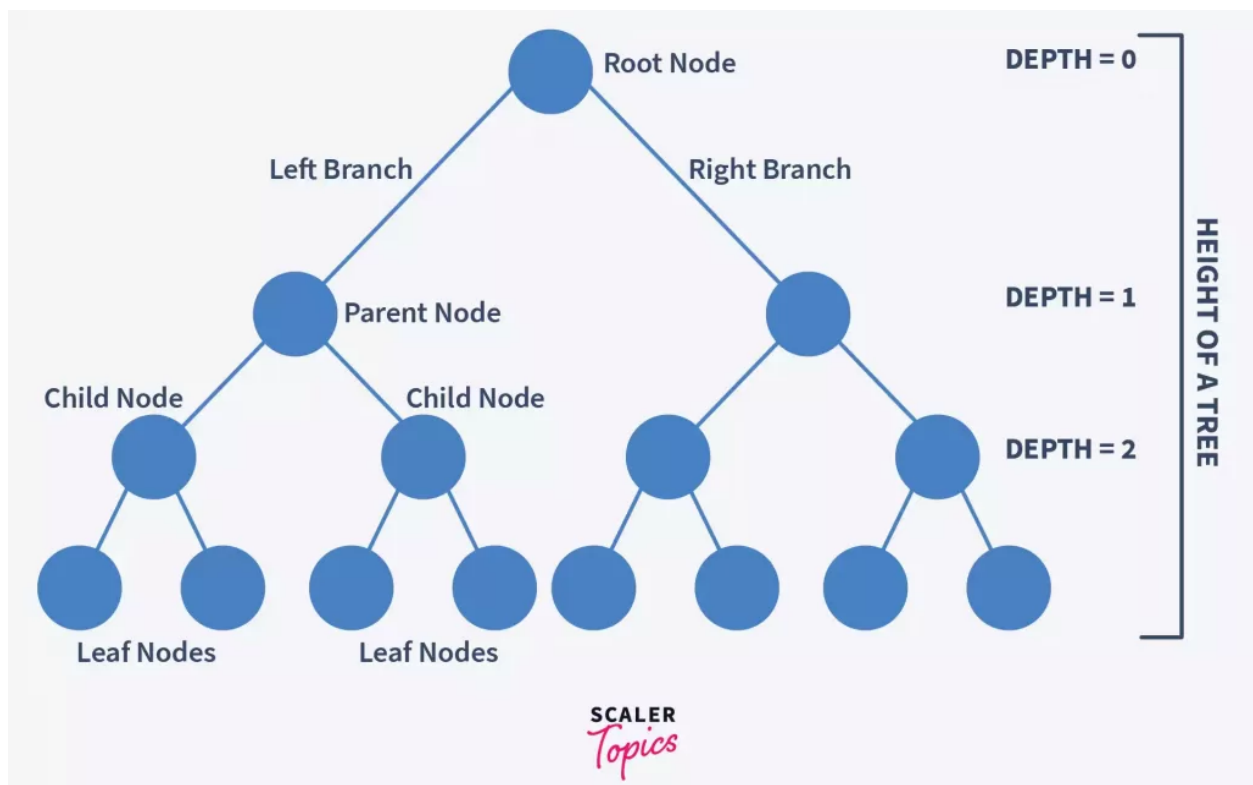 Root Node
DEPTH = 0
Left Branch
Right Branch
HEIGHT OF A TREE
Parent Node
DEPTH = 1
Child Node
Child Node
DEPTH = 2
Leaf Nodes
Leaf Nodes
SCALER
Topics